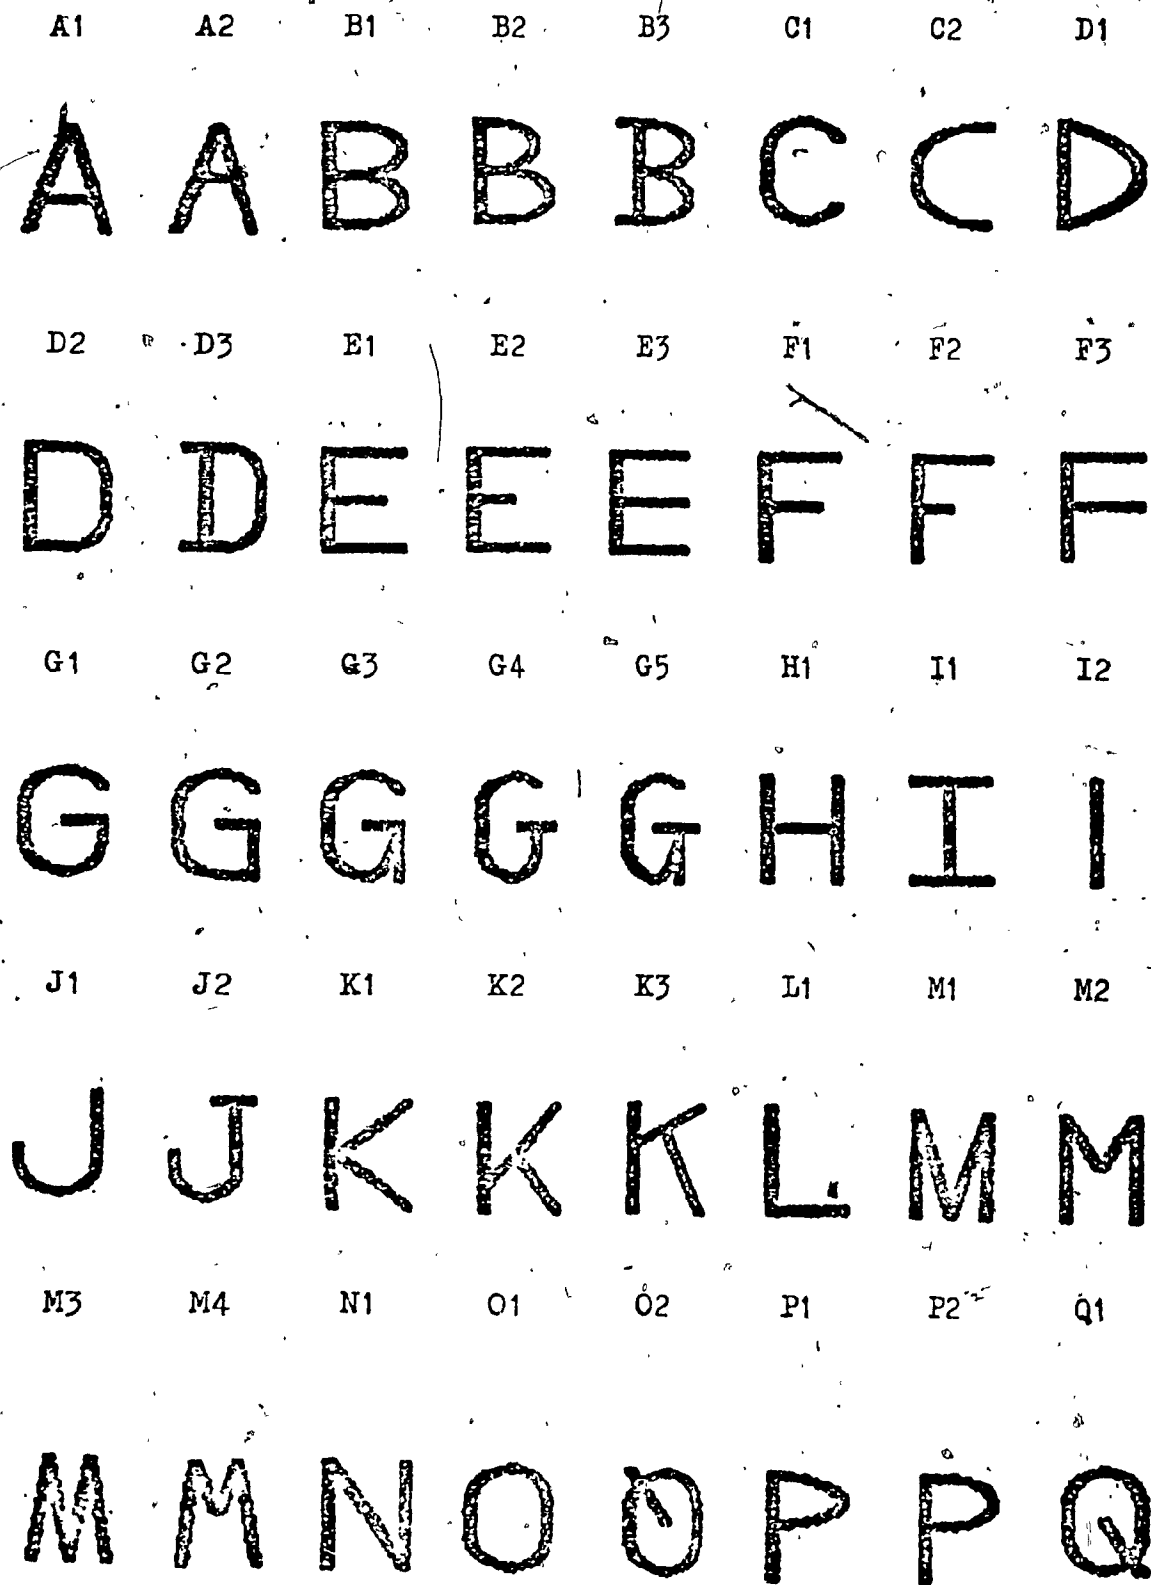 A1 A2 B1 B2 B3 C1 C2 D1
A A B B B C C D
D2 D3 E1 E2 E3 F1 F2 F3
D D E E E F F F
G1 G2 G3 G4 G5 H1 I1 I2
G G G G G H I I
J1 J2 K1 K2 K3 L1 M1 M2
J J K K K L M M
M3 M4 N1 O1 O2 P1 P2 Q1
M M N O O P P Q